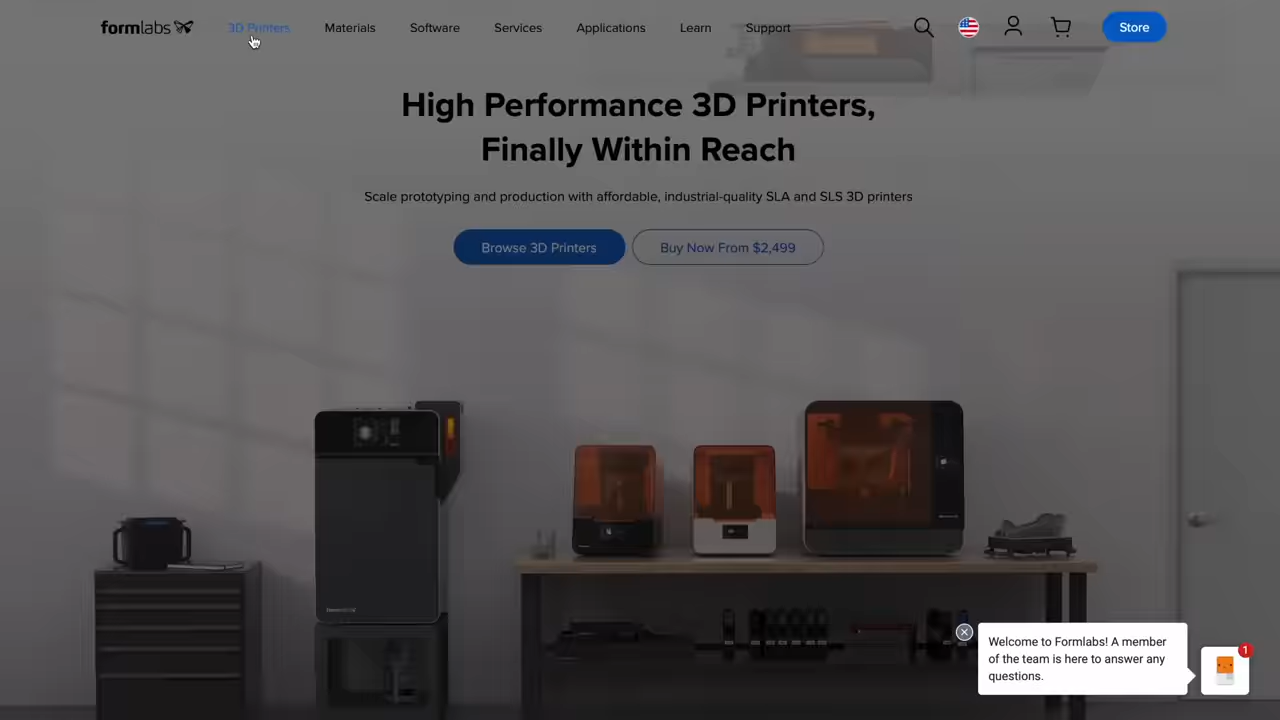 formlabs
3D Printers
Materials
Software
Services
Applications
Learn
Support
Store
High Performance 3D Printers,
Finally Within Reach
Scale prototyping and production with affordable, industrial-quality SLA and SLS 3D printers
Browse 3D Printers
Buy Now From $2,499
Welcome to Formlabs! A member
of the team is here to answer any
questions.
1